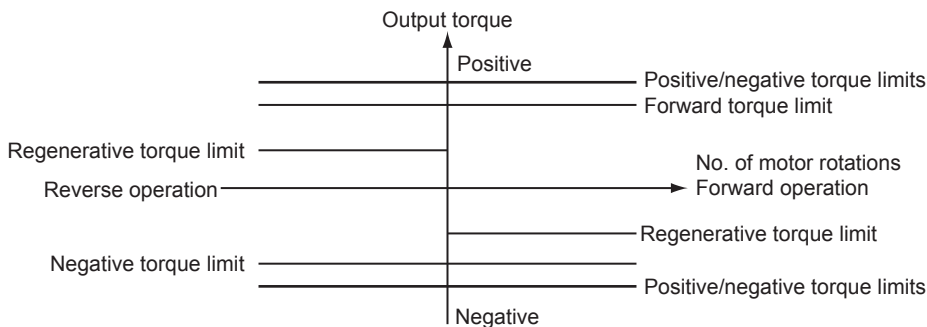 Output torque
Positive
Positive/negative torque limits
Forward torque limit
Regenerative torque limit
No. of motor rotations
Reverse operation
Forward operation
Regenerative torque limit
Negative torque limit
Positive/negative torque limits
Negative